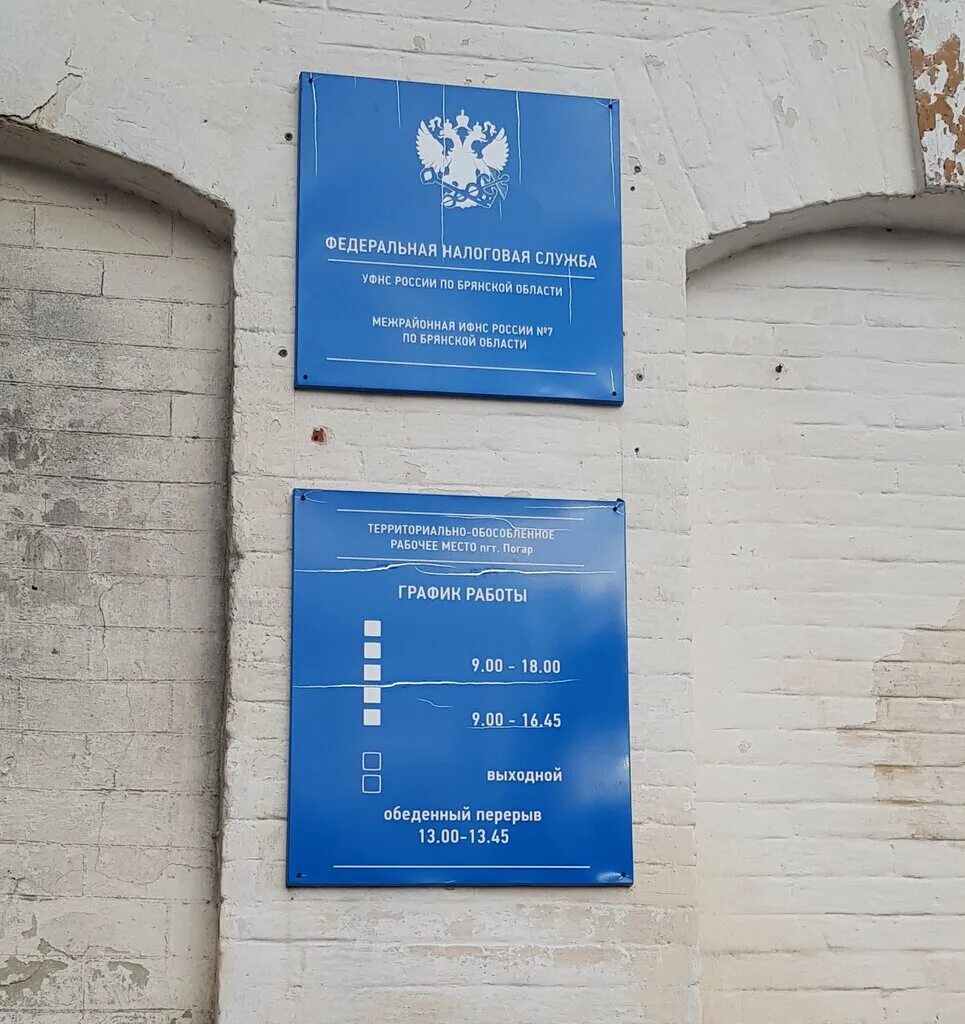 ФЕДЕРАЛЬНАЯ НАЛОГОВАЯ СЛУЖБА
УФНС РОССИИ ПО БРЯНСКОЙ ОБЛАСТИ
МЕЖРАЙОННАЯ ИФНС РОССИИ №7
ПО БРЯНСКОЙ ОБЛАСТИ
ТЕРРИТОРИАЛЬНО-ОБОСОБЛЕННОЕ
РАБОЧЕЕ МЕСТО пгт. Погар
ГРАФИК РАБОТЫ
9.00 - 18.00
9.00 - 16.45
выходной
обеденный перерыв
13.00-13.45